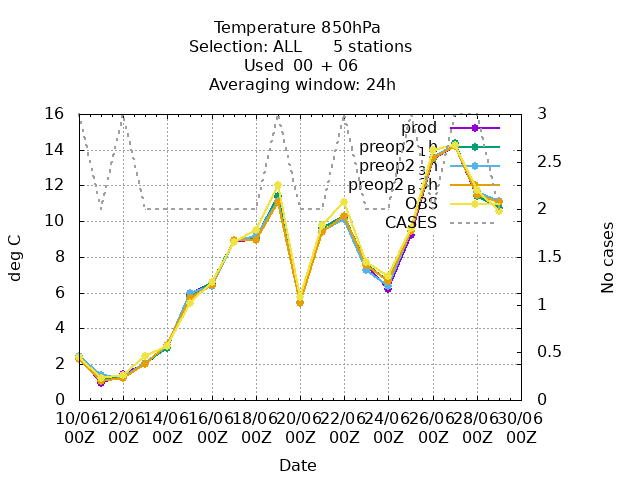 Temperature 850hPa
Selection: ALL 5 stations
Used 00 + 06
Averaging window: 24h
16 3
14 2.5
12 2
10 1.5
8 1
6 0.5
4 0
2
0
deg C
No cases
prod
preop2_1h
preop2_3h
preop2_B_3h
OBS
CASES
10/06 12/06 14/06 16/06 18/06 20/06 22/06 24/06 26/06 28/06 30/06
00Z 00Z 00Z 00Z 00Z 00Z 00Z 00Z 00Z 00Z 00Z
Date